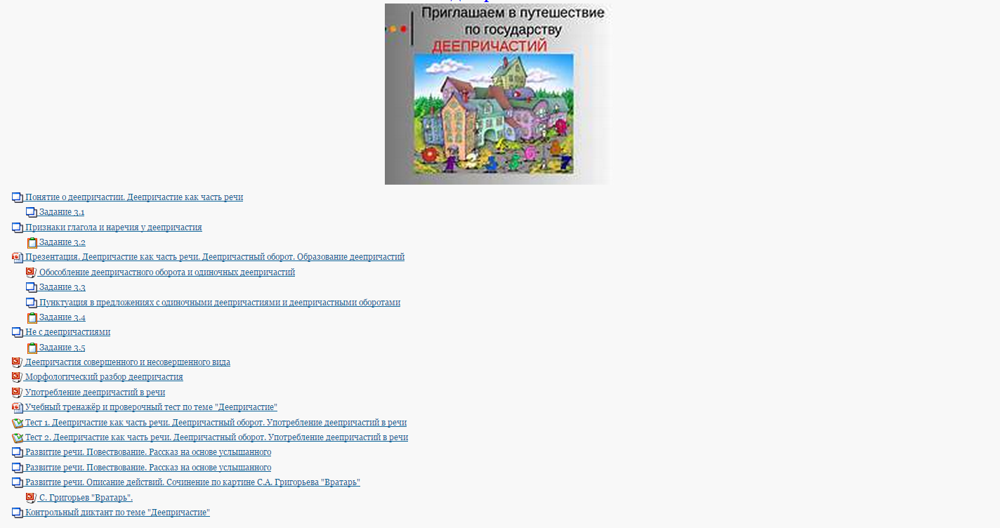 Приглашаем в путешествие
по государству
ДЕЕПРИЧАСТИЙ
7
Понятие о деепричастии. Деепричастие как часть речи
Задание 3.1
Признаки глагола и наречия у деепричастия
Задание 3.2
Презентация. Деепричастие как часть речи. Деепричастный оборот. Образование деепричастий
Обособление деепричастного оборота и одиночных деепричастий
Задание 3.3
Пунктуация в предложениях с одиночными деепричастиями и деепричастными оборотами
Задание 3.4
Не с деепричастиями
Задание 3.5
Деепричастия совершенного и несовершенного вида
Морфологический разбор деепричастия
Употребление деепричастий в речи
Учебный тренажёр и проверочный тест по теме "Деепричастие"
Тест 1. Деепричастие как часть речи. Деепричастный оборот. Употребление деепричастий в речи
Тест 2. Деепричастие как часть речи. Деепричастный оборот. Употребление деепричастий в речи
Развитие речи. Повествование. Рассказ на основе услышанного
Развитие речи. Повествование. Рассказ на основе услышанного
Развитие речи. Описание действий. Сочинение по картине С.А. Григорьева "Вратарь"
С. Григорьев "Вратарь".
Контрольный диктант по теме "Деепричастие"